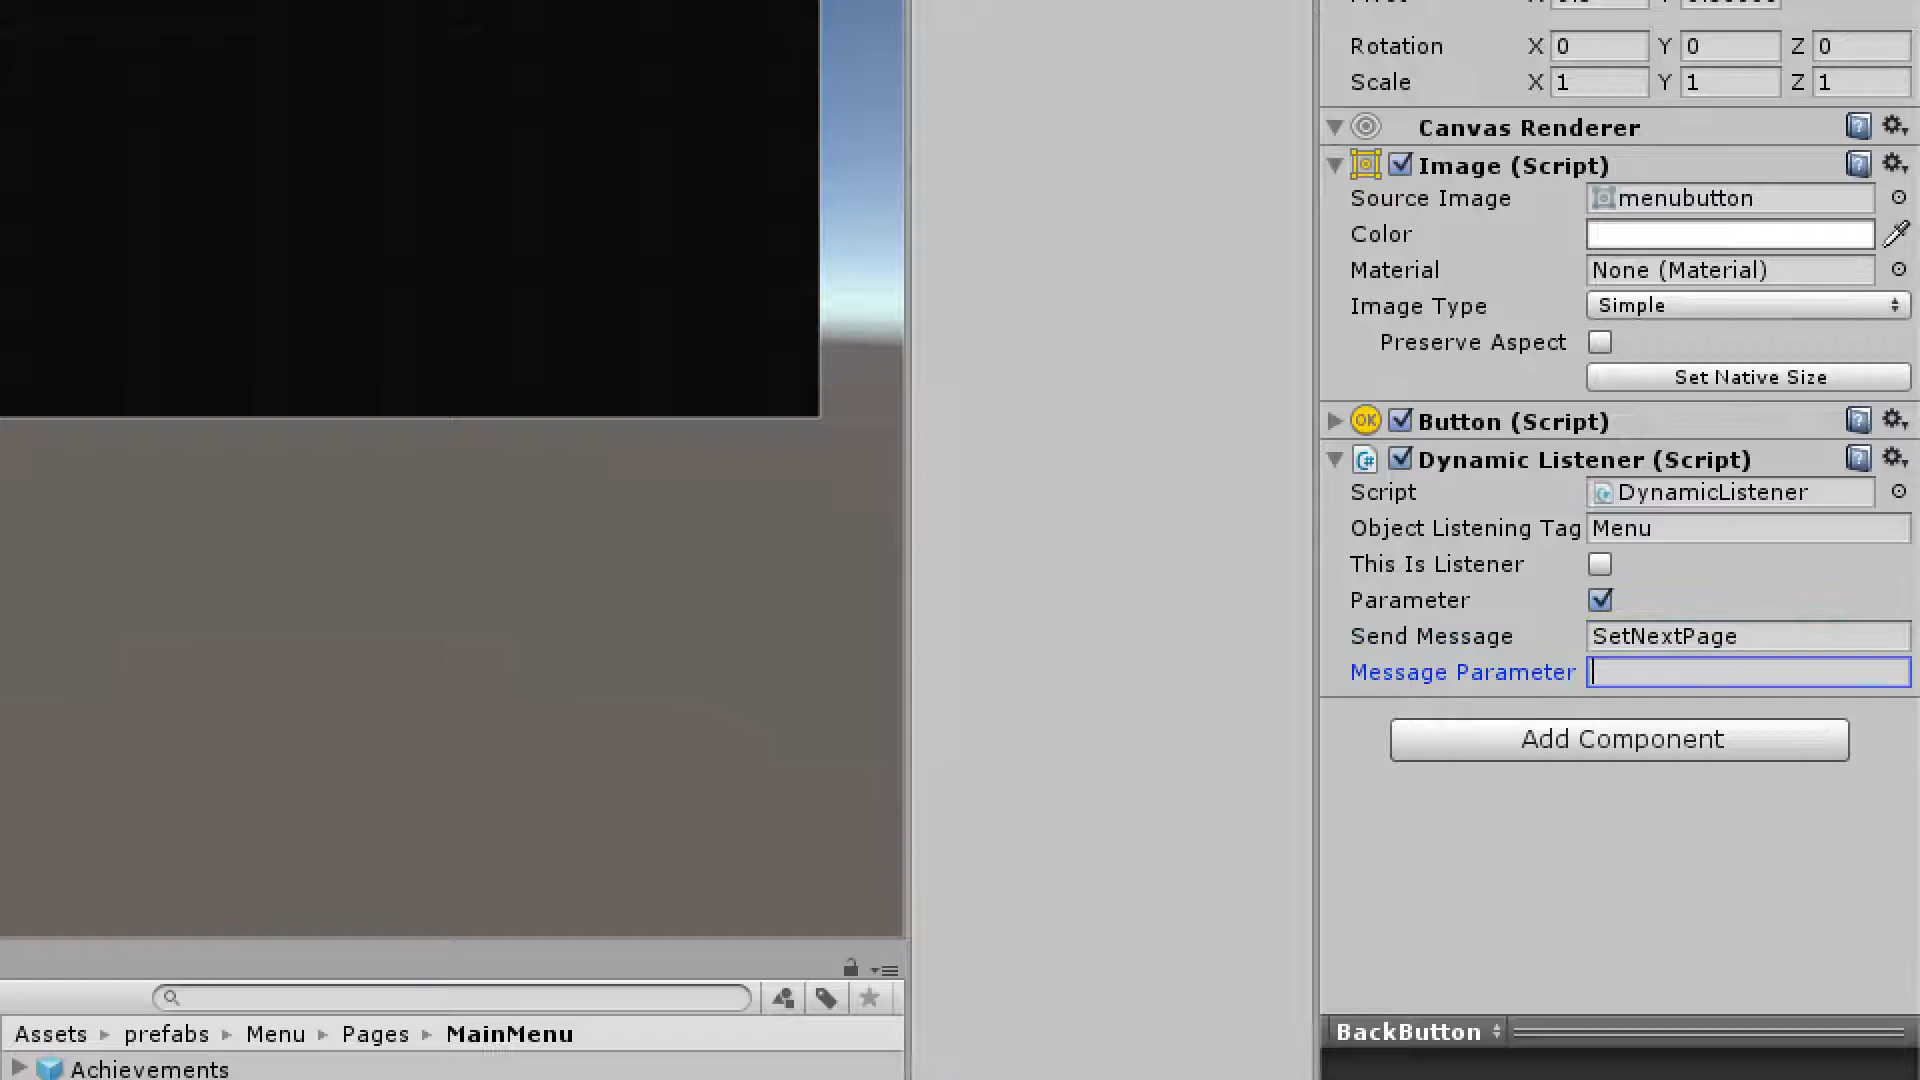 Rotation X 0 Y 0 Z 0
Scale X 1 Y 1 Z 1
Canvas Renderer
Image (Script)
Source Image menubutton
Color
Material None (Material)
Image Type Simple
Preserve Aspect
Set Native Size
OK Button (Script)
Dynamic Listener (Script)
Script DynamicListener
Object Listening Tag Menu
This Is Listener
Parameter
Send Message SetNextPage
Message Parameter
Add Component
Assets prefabs Menu Pages MainMenu
Achievements
BackButton